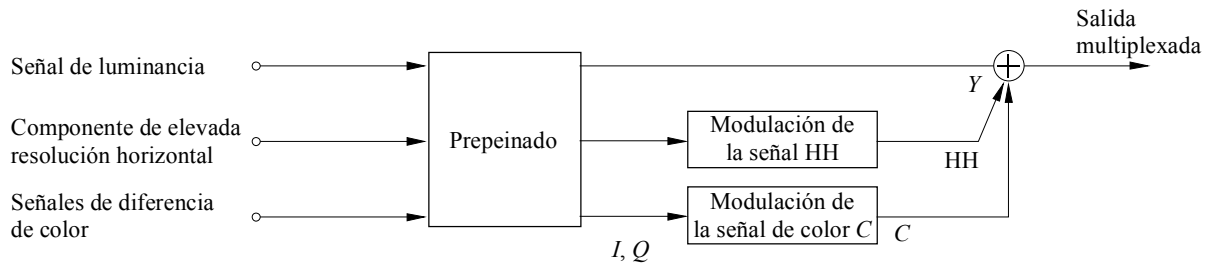 Salida
multiplexada
Señal de luminancia
Y
Componente de elevada
resolución horizontal
Prepeinado
Modulación de
la señal HH
HH
Señales de diferencia
de color
Modulación de
la señal de color C
C
I, Q